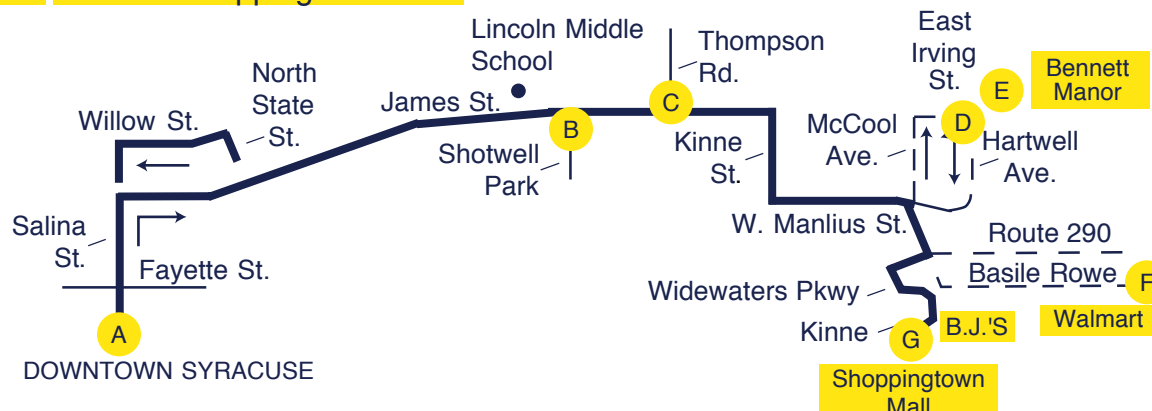 Lincoln Middle
School
Thompson
Rd.
East
Irving
St.
Bennett
Manor
E
North
State
St.
Willow St.
James St.
C
D
B
McCool
Ave.
Hartwell
Ave.
Shotwell
Park
Kinne
St.
Salina
St.
W. Manlius St.
Route 290
Fayette St.
Basile Rowe
F
Widewaters Pkwy
Walmart
A
Kinne
G
B.J.'S
DOWNTOWN SYRACUSE
Shoppingtown
Mall